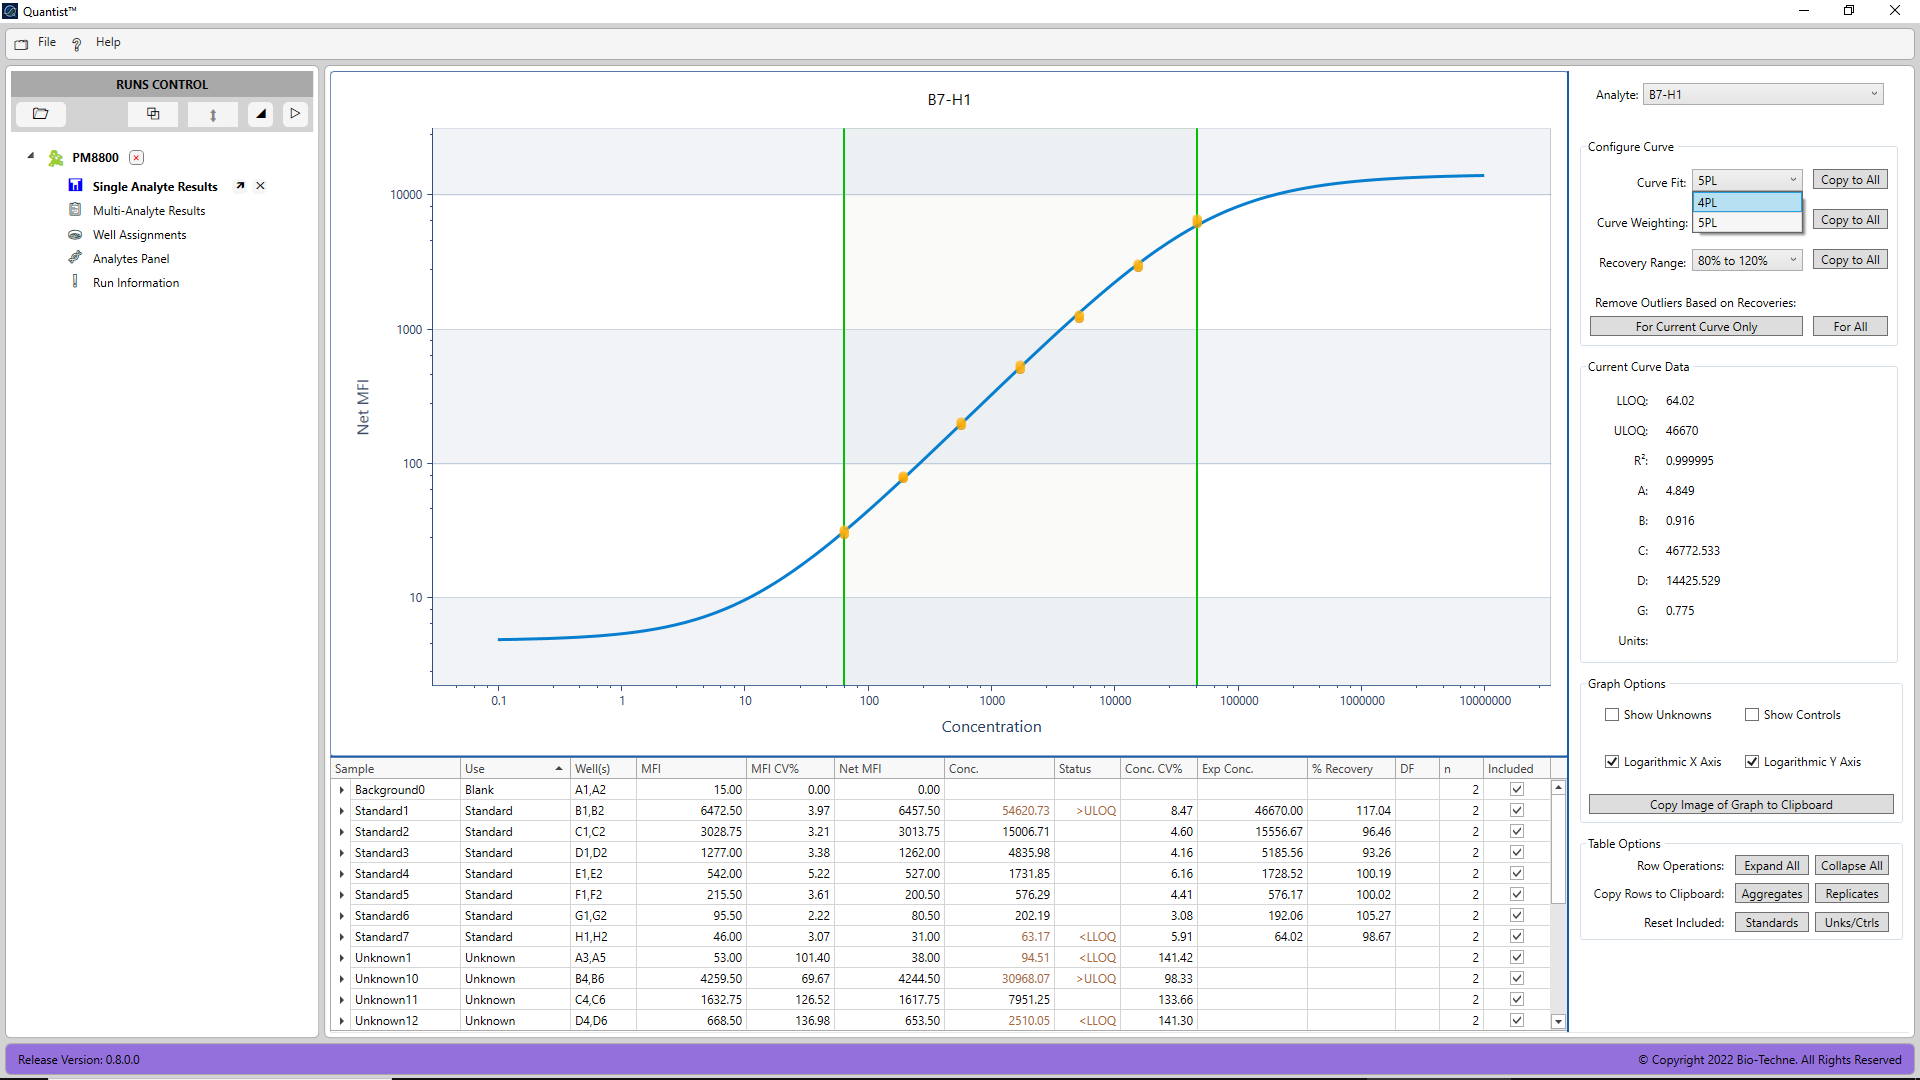 Quantist™
File
Help
RUNS CONTROL
PM8800
Single Analyte Results
Multi-Analyte Results
Well Assignments
Analytes Panel
Run Information
B7-H1
Net MFI
10000
1000
100
10
0.1 1 10 100 1000 10000 100000 1000000 10000000
Concentration
Sample Use Well(s) MFI MFI CV% Net MFI Conc. Status Conc. CV% Exp Conc. % Recovery DF n Included
Background0 Blank A1,A2 15.00 0.00 0.00 2
Standard1 Standard B1,B2 6472.50 3.97 6457.50 54620.73 >ULOQ 8.47 46670.00 117.04 2
Standard2 Standard C1,C2 3028.75 3.21 3013.75 15006.71 4.60 15556.67 96.46 2
Standard3 Standard D1,D2 1277.00 3.38 1262.00 4835.98 4.16 5185.56 93.26 2
Standard4 Standard E1,E2 542.00 5.22 527.00 1731.85 6.16 1728.52 100.19 2
Standard5 Standard F1,F2 215.50 3.61 200.50 576.29 4.41 576.17 100.02 2
Standard6 Standard G1,G2 95.50 2.22 80.50 202.19 3.08 192.06 105.27 2
Standard7 Standard H1,H2 46.00 3.07 31.00 63.17 <LLOQ 5.91 64.02 98.67 2
Unknown1 Unknown A3,A5 53.00 101.40 38.00 94.51 <LLOQ 141.42 2
Unknown10 Unknown B4,B6 4259.50 69.67 4244.50 30968.07 >ULOQ 98.33 2
Unknown11 Unknown C4,C6 1632.75 126.52 1617.75 7951.25 133.66 2
Unknown12 Unknown D4,D6 668.50 136.98 653.50 2510.05 <LLOQ 141.30 2
Analyte: B7-H1
Configure Curve
Curve Fit: 5PL Copy to All
4PL
5PL
Curve Weighting: Copy to All
Recovery Range: 80% to 120% Copy to All
Remove Outliers Based on Recoveries:
For Current Curve Only For All
Current Curve Data
LLOQ: 64.02
ULOQ: 46670
R²: 0.999995
A: 4.849
B: 0.916
C: 46772.533
D: 14425.529
G: 0.775
Units:
Graph Options
Show Unknowns Show Controls
Logarithmic X Axis Logarithmic Y Axis
Copy Image of Graph to Clipboard
Table Options
Row Operations: Expand All Collapse All
Copy Rows to Clipboard: Aggregates Replicates
Reset Included: Standards Unks/Ctrls
Release Version: 0.8.0.0
© Copyright 2022 Bio-Techne. All Rights Reserved